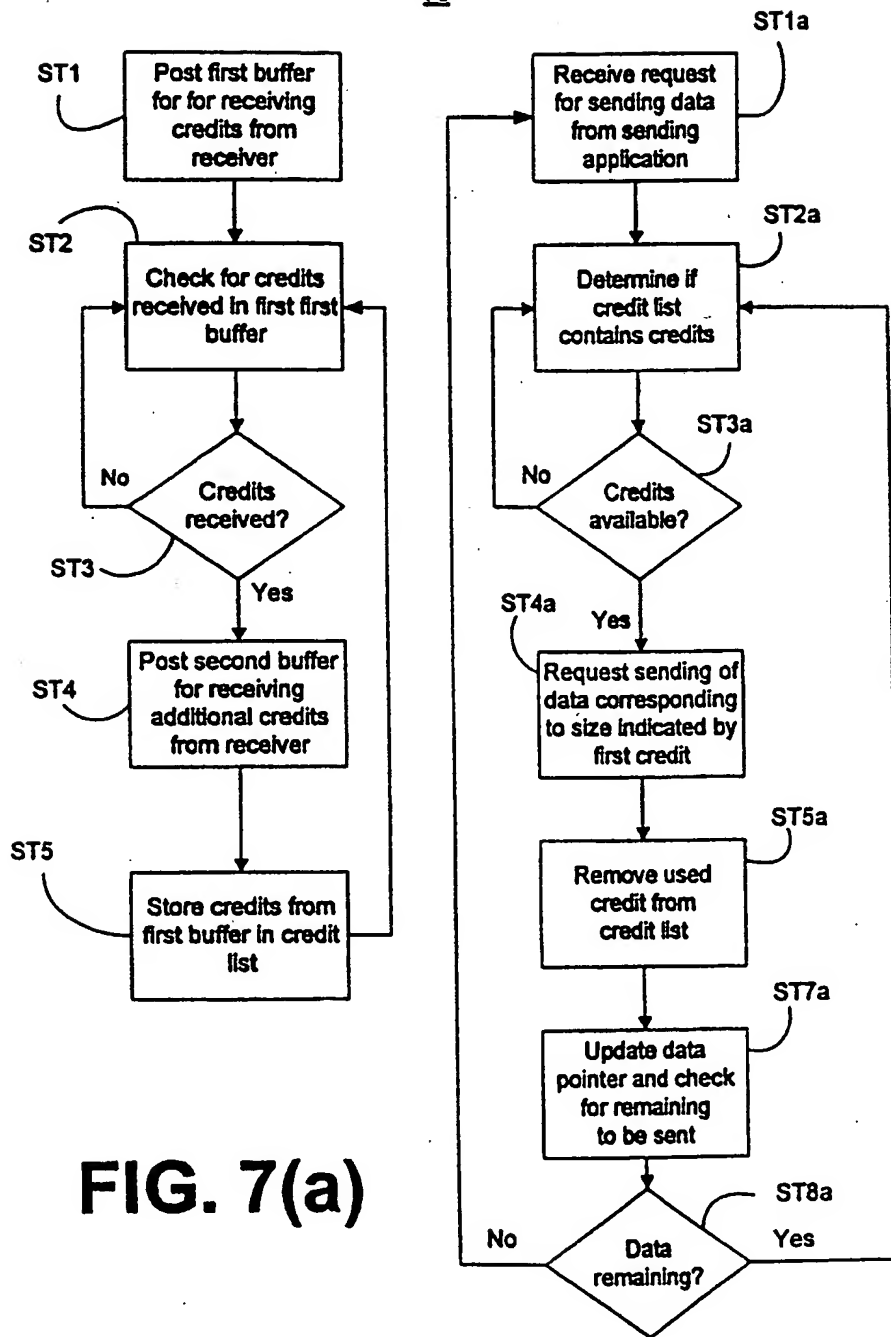 ST1
Post first buffer
for for receiving
credits from
receiver
ST2
Check for credits
received in first first
buffer
No
Credits
received?
ST3
Yes
ST4
Post second buffer
for receiving
additional credits
from receiver
ST5
Store credits from
first buffer in credit
list
FIG. 7(a)
ST1a
Receive request
for sending data
from sending
application
ST2a
Determine if
credit list
contains credits
ST3a
No
Credits
available?
ST4a
Yes
Request sending of
data corresponding
to size indicated by
first credit
ST5a
Remove used
credit from
credit list
ST7a
Update data
pointer and check
for remaining
to be sent
ST8a
No
Data
remaining?
Yes